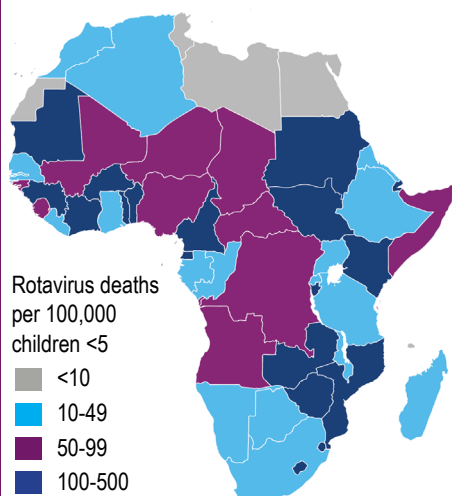 Rotavirus deaths
per 100,000
children <5
<10
10-49
50-99
100-500